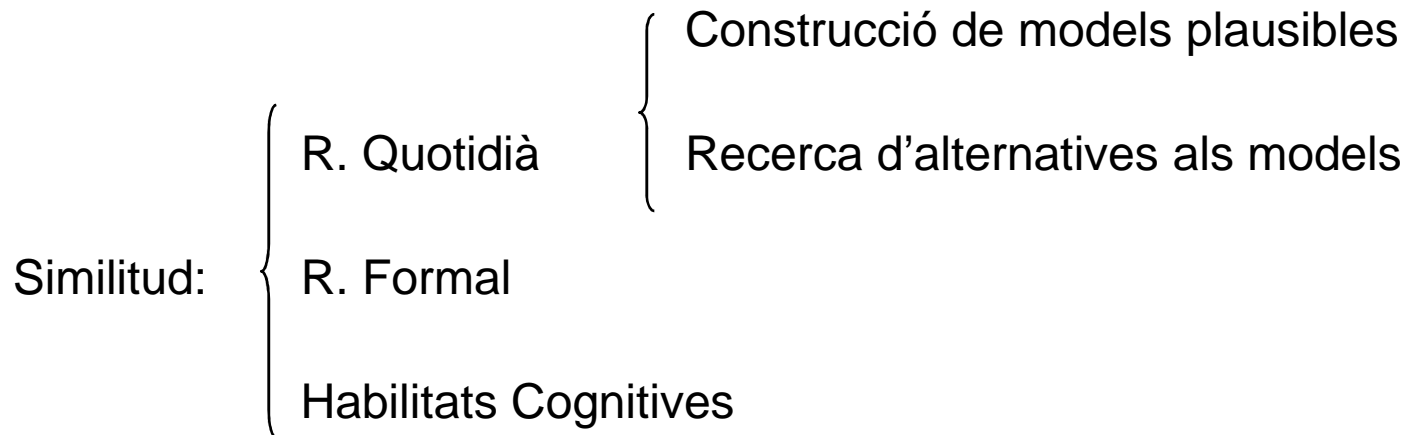 Construcció de models plausibles
R. Quotidià
Recerca d'alternatives als models
Similitud:
R. Formal
Habilitats Cognitives